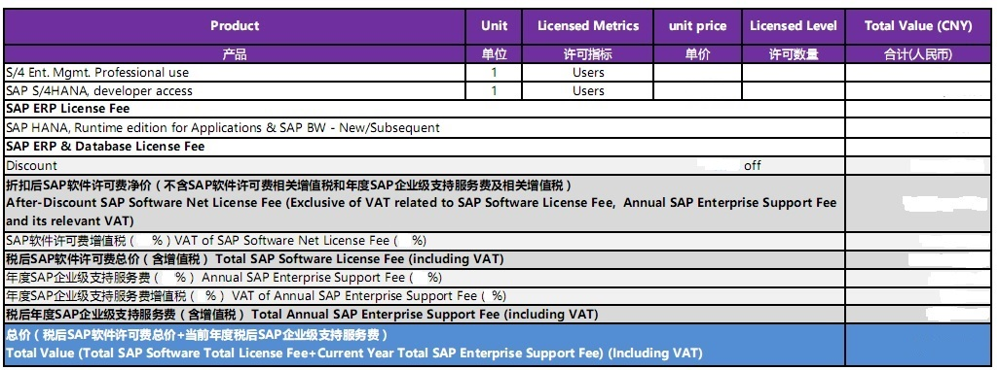 Product Unit Licensed Metrics unit price Licensed Level Total Value (CNY)
产品 单位 许可指标 单价 许可数量 合计(人民币)
S/4 Ent. Mgmt. Professional use 1 Users
SAP S/4HANA, developer access 1 Users
SAP ERP License Fee
SAP HANA, Runtime edition for Applications & SAP BW - New/Subsequent
SAP ERP & Database License Fee
Discount off
折扣后SAP软件许可费净价（不含SAP软件许可费相关增值税和年度SAP企业级支持服务费及相关增值税）
After-Discount SAP Software Net License Fee (Exclusive of VAT related to SAP Software License Fee, Annual SAP Enterprise Support Fee
and its relevant VAT)
SAP软件许可费增值税（ %）VAT of SAP Software Net License Fee ( %)
税后SAP软件许可费总价（含增值税）Total SAP Software License Fee (including VAT)
年度SAP企业级支持服务费（ %）Annual SAP Enterprise Support Fee ( %)
年度SAP企业级支持服务费增值税（ %）VAT of Annual SAP Enterprise Support Fee ( %)
税后年度SAP企业级支持服务费（含增值税）Total Annual SAP Enterprise Support Fee (including VAT)
总价（税后SAP软件许可费总价+当前年度税后SAP企业级支持服务费）
Total Value (Total SAP Software Total License Fee+Current Year Total SAP Enterprise Support Fee) (Including VAT)